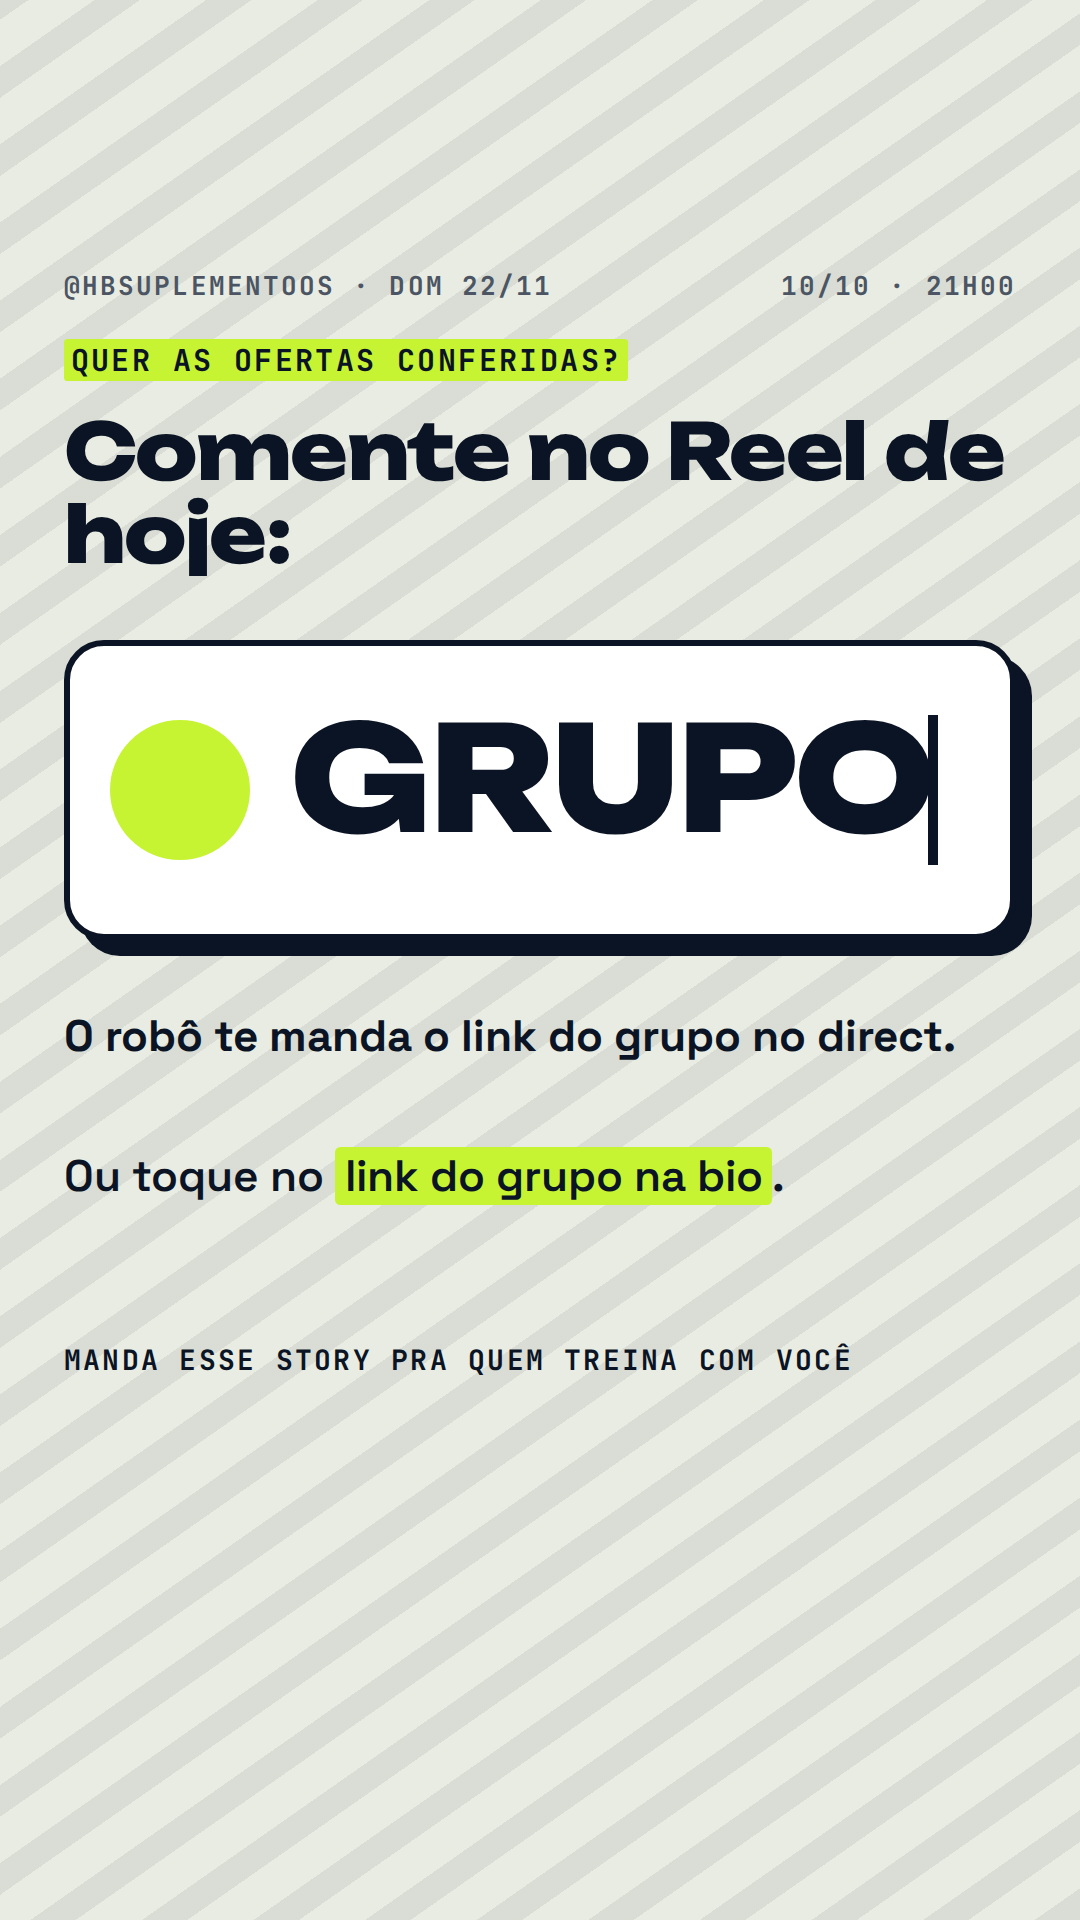 @HBSUPLEMENTOOS · DOM 22/11 10/10 · 21H00
QUER AS OFERTAS CONFERIDAS?
Comente no Reel de
hoje:
GRUPO
O robô te manda o link do grupo no direct.
Ou toque no link do grupo na bio.
MANDA ESSE STORY PRA QUEM TREINA COM VOCÊ